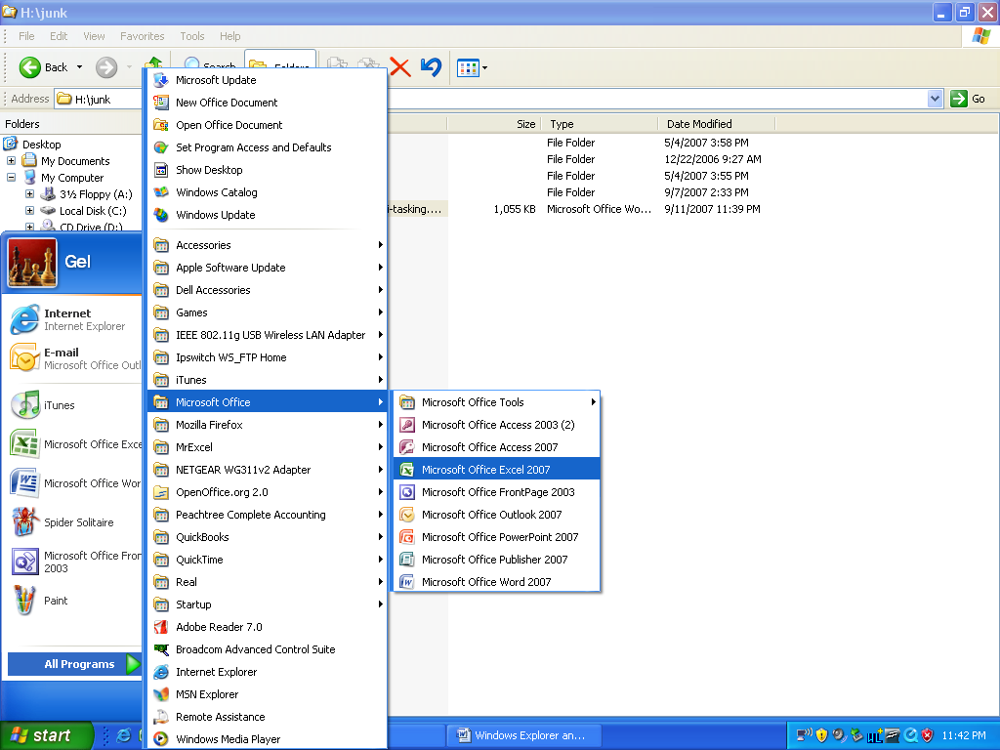 H:\junk
File Edit View Favorites Tools Help
Back Search Folders
Address H:\junk Go
Folders
Size Type Date Modified
Desktop
My Documents
My Computer
3½ Floppy (A:)
Local Disk (C:)
CD Drive (D:)
File Folder 5/4/2007 3:58 PM
File Folder 12/22/2006 9:27 AM
File Folder 5/4/2007 3:55 PM
File Folder 9/7/2007 2:33 PM
i-tasking.... 1,055 KB Microsoft Office Wo... 9/11/2007 11:39 PM
Gel
Internet
Internet Explorer
E-mail
Microsoft Office Outl
iTunes
Microsoft Office Exce
Microsoft Office Wor
Spider Solitaire
Microsoft Office Fron
2003
Paint
All Programs
Microsoft Update
New Office Document
Open Office Document
Set Program Access and Defaults
Show Desktop
Windows Catalog
Windows Update
Accessories
Apple Software Update
Dell Accessories
Games
IEEE 802.11g USB Wireless LAN Adapter
Ipswitch WS_FTP Home
iTunes
Microsoft Office
Mozilla Firefox
MrExcel
NETGEAR WG311v2 Adapter
OpenOffice.org 2.0
Peachtree Complete Accounting
QuickBooks
QuickTime
Real
Startup
Adobe Reader 7.0
Broadcom Advanced Control Suite
Internet Explorer
MSN Explorer
Remote Assistance
Windows Media Player
Microsoft Office Tools
Microsoft Office Access 2003 (2)
Microsoft Office Access 2007
Microsoft Office Excel 2007
Microsoft Office FrontPage 2003
Microsoft Office Outlook 2007
Microsoft Office PowerPoint 2007
Microsoft Office Publisher 2007
Microsoft Office Word 2007
start Windows Explorer an... 11:42 PM